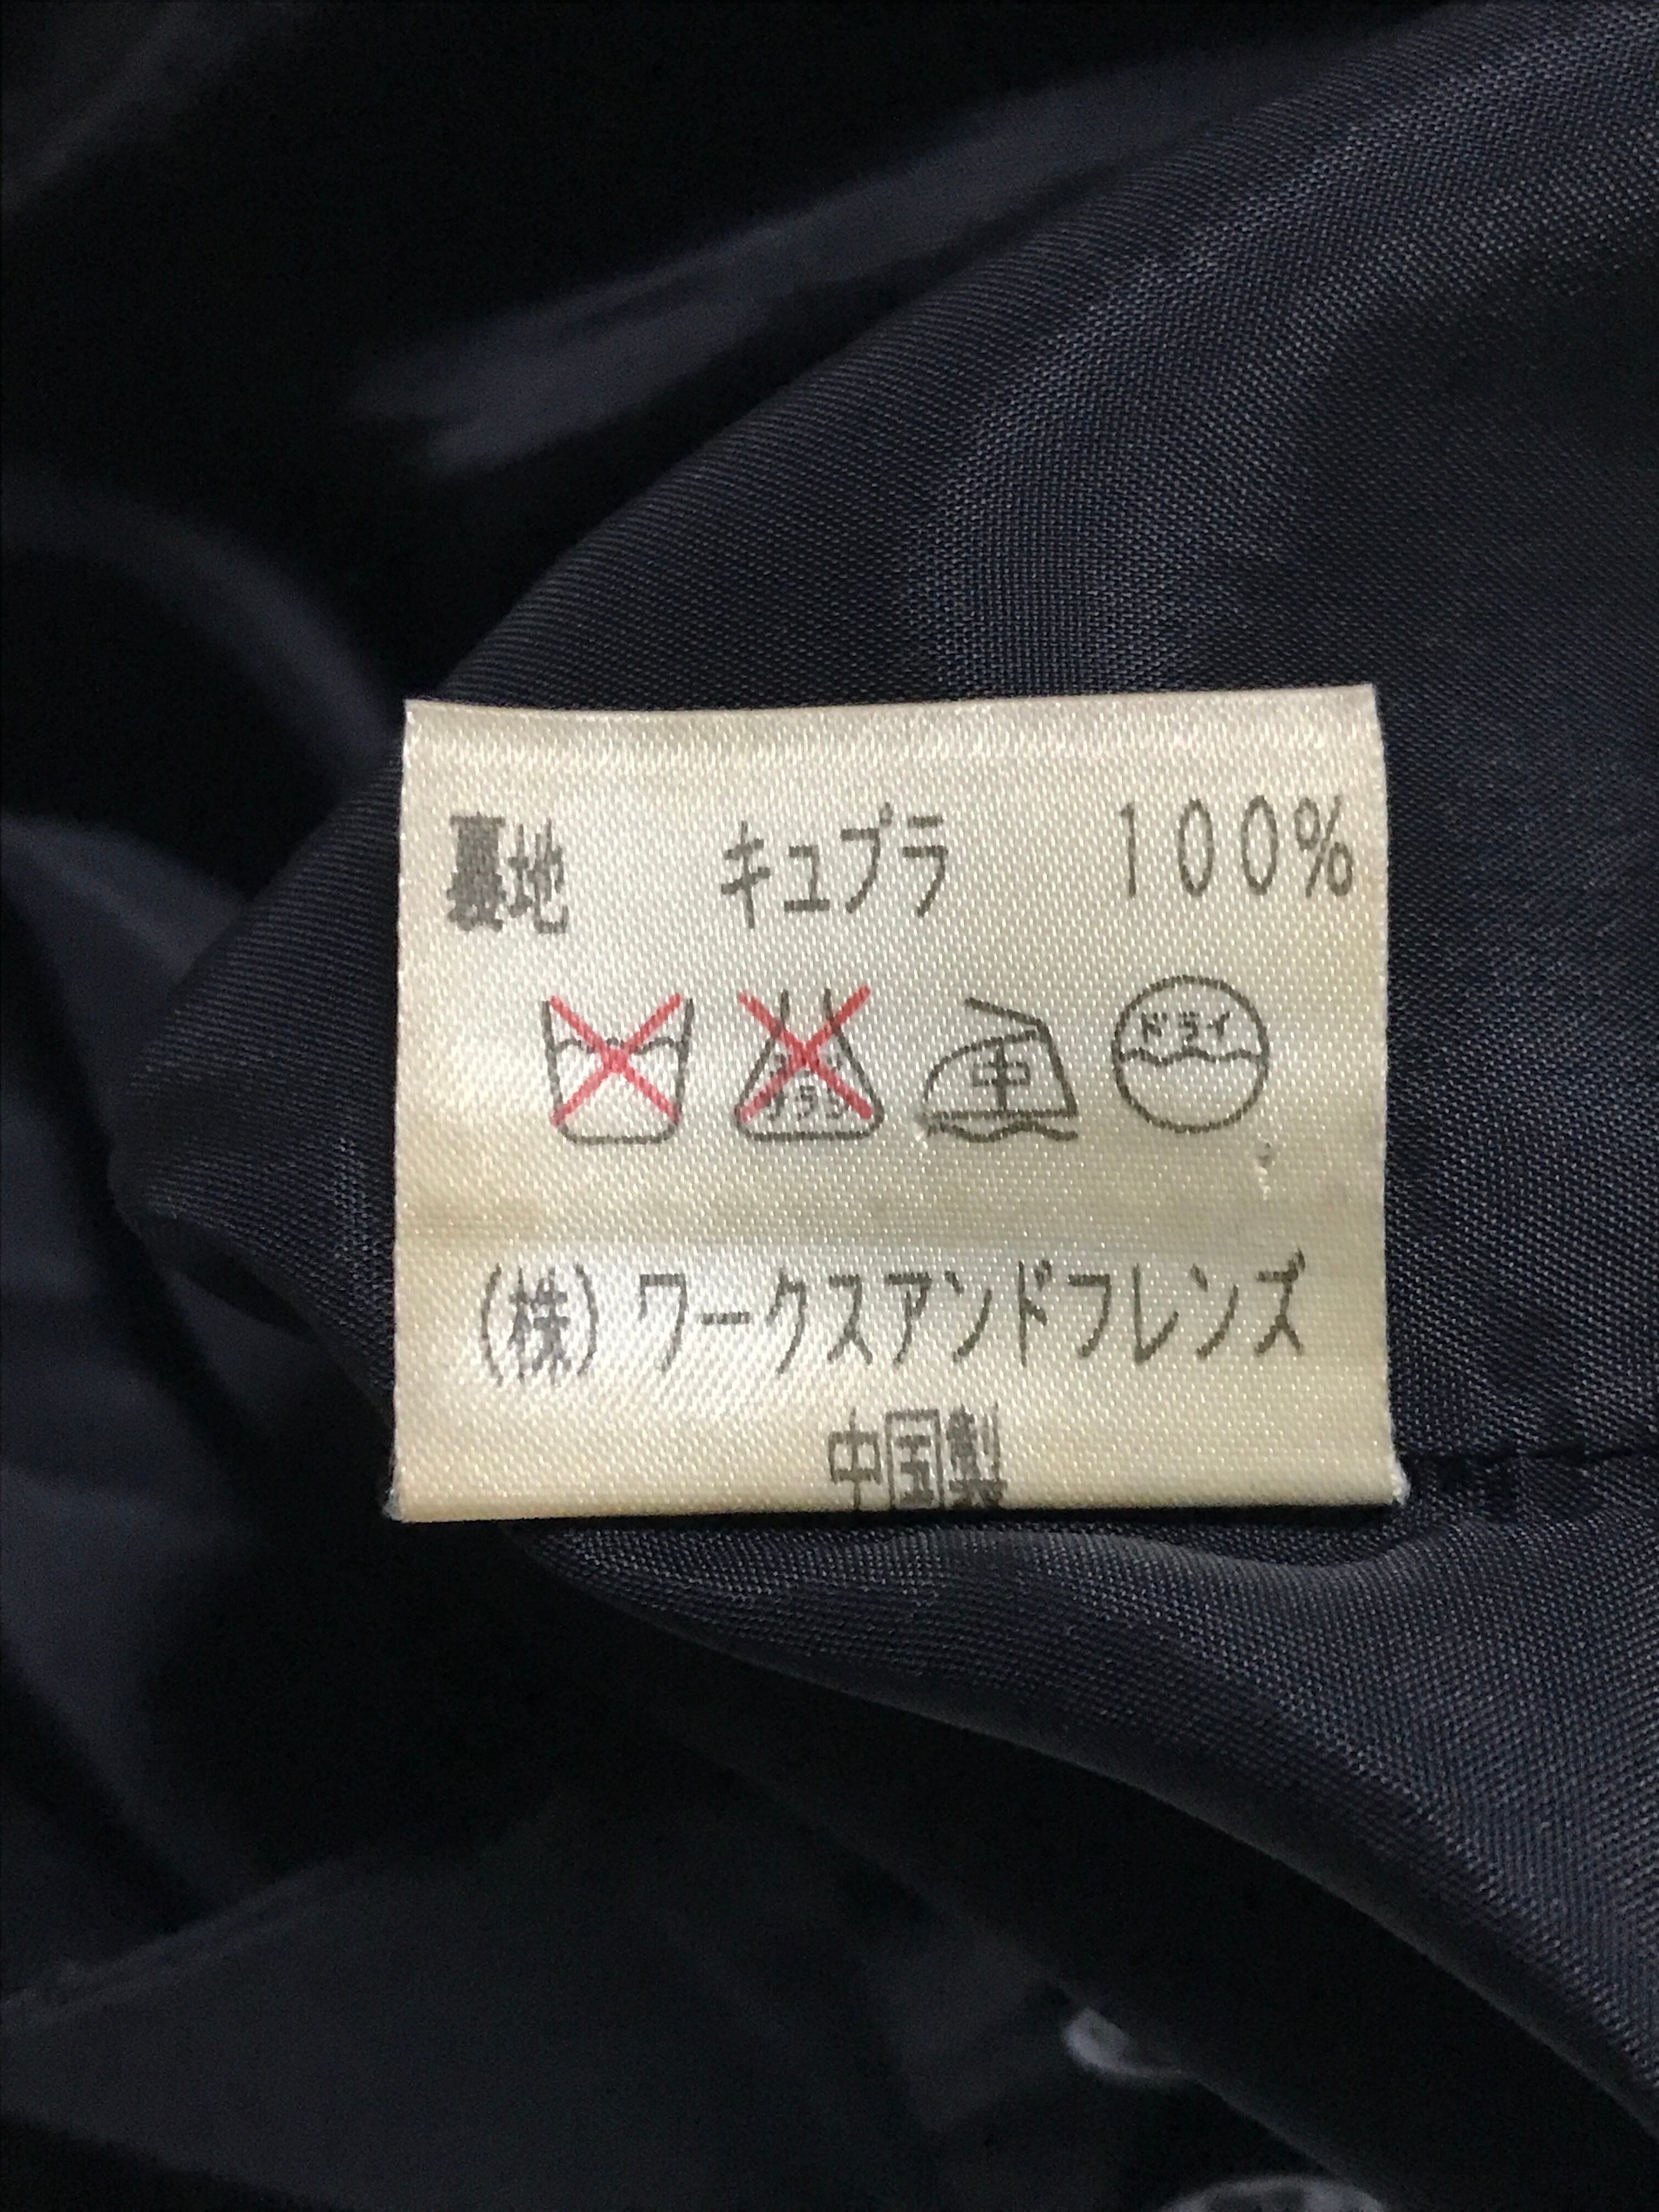 裏地 キュプラ 100%
中 ドライ
(株)ワークスアンドフレンズ
中国製